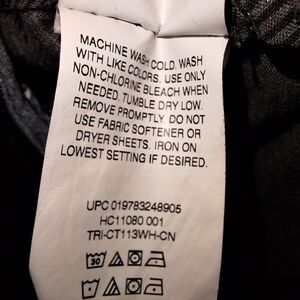 MACHINE WASH COLD. WASH
WITH LIKE COLORS. USE ONLY
NON-CHLORINE BLEACH WHEN
NEEDED. TUMBLE DRY LOW.
REMOVE PROMPTLY. DO NOT
USE FABRIC SOFTENER OR
DRYER SHEETS. IRON ON
LOWEST SETTING IF DESIRED.
UPC 019783248905
HC11080 001
TRI-CT113WH-CN
30